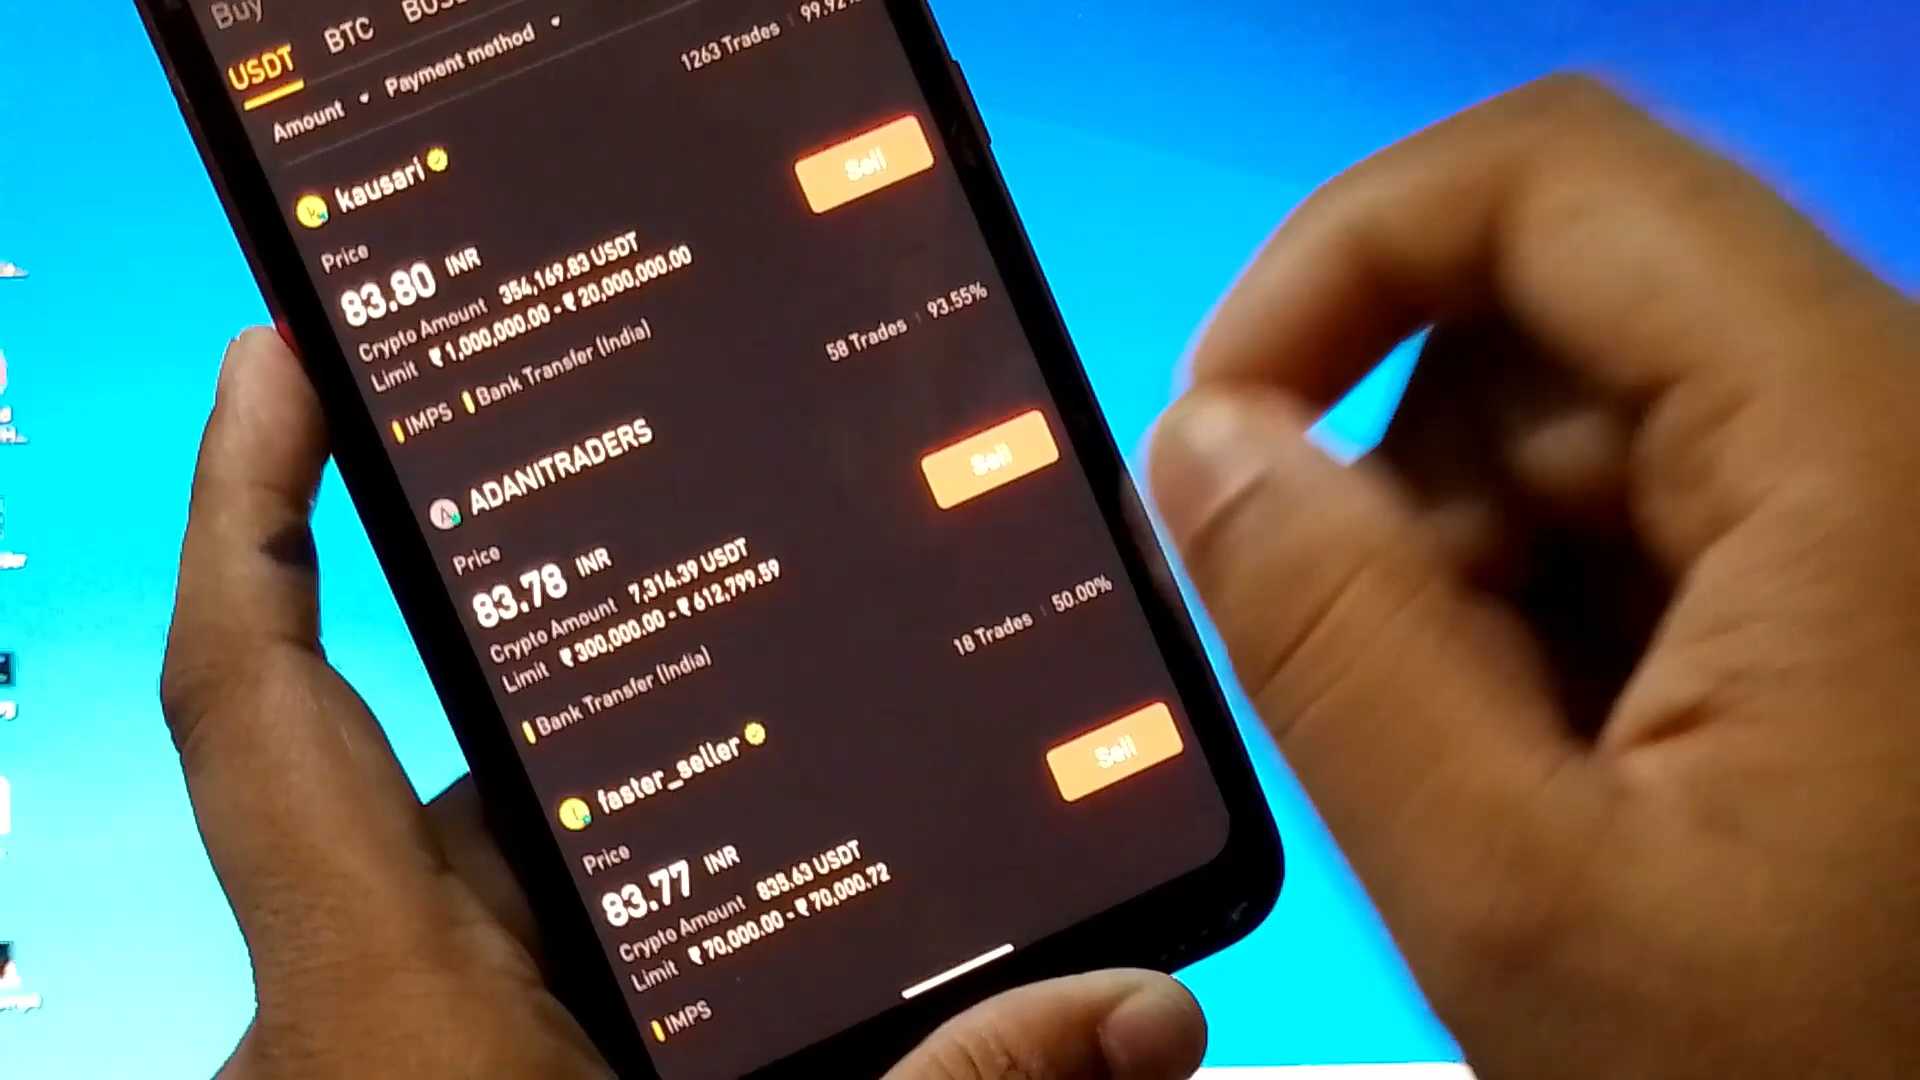 Buy
USDT BTC
Amount Payment method
1263 Trades
kausari
Sell
Price
83.80 INR
Crypto Amount 354,169.83 USDT
Limit ₹ 1,000,000.00 - ₹ 20,000,000.00
IMPS Bank Transfer (India)
58 Trades 93.55%
ADANITRADERS
Sell
Price
83.78 INR
Crypto Amount 7,314.39 USDT
Limit ₹ 300,000.00 - ₹ 612,799.59
Bank Transfer (India)
18 Trades 50.00%
faster_seller
Sell
Price
83.77 INR
Crypto Amount 835.63 USDT
Limit ₹ 70,000.00 - ₹ 70,000.72
IMPS